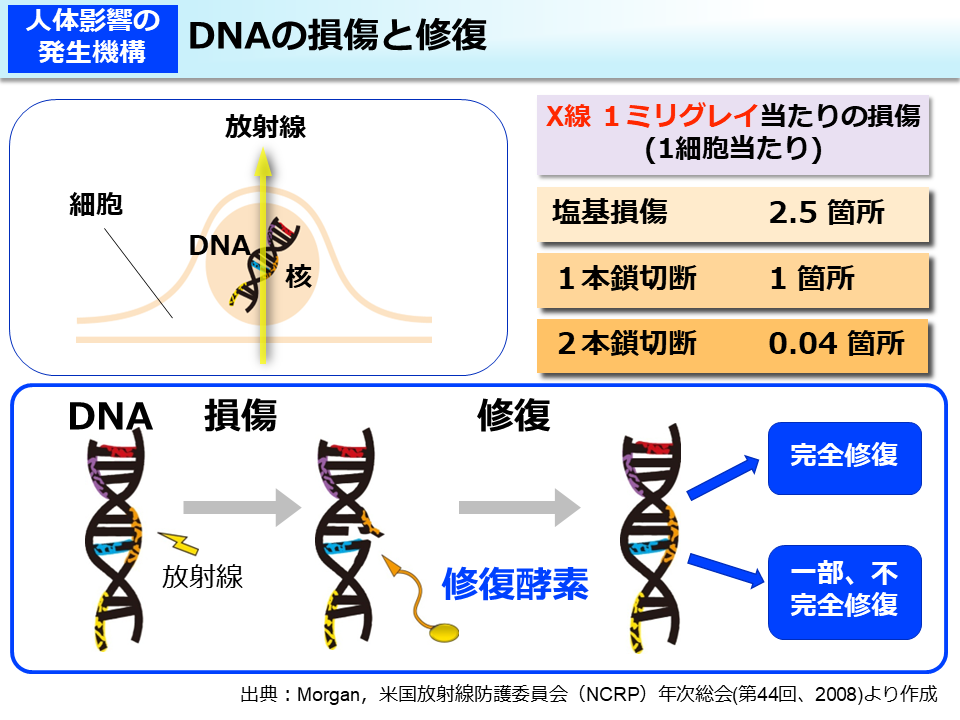 人体影響の
発生機構
DNAの損傷と修復
放射線
細胞
DNA
核
X線 １ミリグレイ当たりの損傷
(1細胞当たり)
塩基損傷 2.5 箇所
１本鎖切断 1 箇所
２本鎖切断 0.04 箇所
DNA 損傷 修復
放射線
修復酵素
完全修復
一部、不
完全修復
出典：Morgan，米国放射線防護委員会（NCRP）年次総会(第44回、2008)より作成